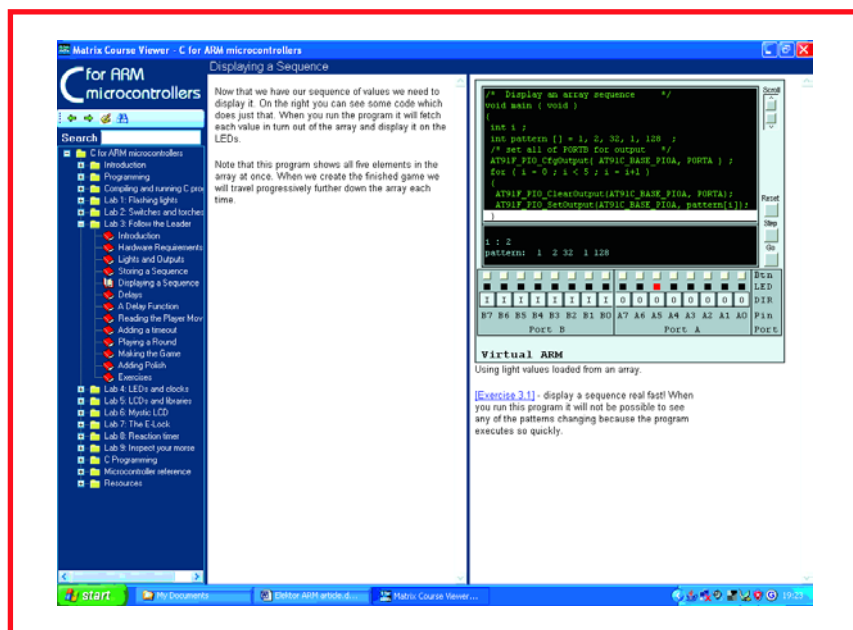 Matrix Course Viewer - C for ARM microcontrollers
C for ARM
microcontrollers
Search
C for ARM microcontrollers
Introduction
Programming
Compiling and running C pro
Lab 1: Flashing lights
Lab 2: Switches and torches
Lab 3: Follow the Leader
Introduction
Hardware Requirements
Lights and Outputs
Storing a Sequence
Displaying a Sequence
Delays
A Delay Function
Reading the Player Mov
Adding a timeout
Playing a Round
Making the Game
Adding Polish
Exercises
Lab 4: LEDs and clocks
Lab 5: LCDs and libraries
Lab 6: Mystic LCD
Lab 7: The E-Lock
Lab 8: Reaction timer
Lab 9: Inspect your morse
C Programming
Microcontroller reference
Resources
Displaying a Sequence
Now that we have our sequence of values we need to
display it. On the right you can see some code which
does just that. When you run the program it will fetch
each value in turn out of the array and display it on the
LEDs.
Note that this program shows all five elements in the
array at once. When we create the finished game we
will travel progressively further down the array each
time.
/* Display an array sequence */
void main ( void )
{
int i ;
int pattern [] = 1, 2, 32, 1, 128 ;
/* set all of PORTB for output */
AT91F_PIO_CfgOutput( AT91C_BASE_PIOA, PORTA ) ;
for ( i = 0 ; i < 5 ; i = i+1 )
{
AT91F_PIO_ClearOutput(AT91C_BASE_PIOA, PORTA);
AT91F_PIO_SetOutput(AT91C_BASE_PIOA, pattern[i]);
}
Scroll
Reset
Step
Go
i : 2
pattern: 1 2 32 1 128
Btn
LED
I I I I I I I I 0 0 0 0 0 0 0 0 DIR
B7 B6 B5 B4 B3 B2 B1 B0 A7 A6 A5 A4 A3 A2 A1 A0 Pin
Port B Port A Port
Virtual ARM
Using light values loaded from an array.
[Exercise 3.1] - display a sequence real fast! When
you run this program it will not be possible to see
any of the patterns changing because the program
executes so quickly.
start My Documents Elektor ARM article.d... Matrix Course Viewer... 19:23